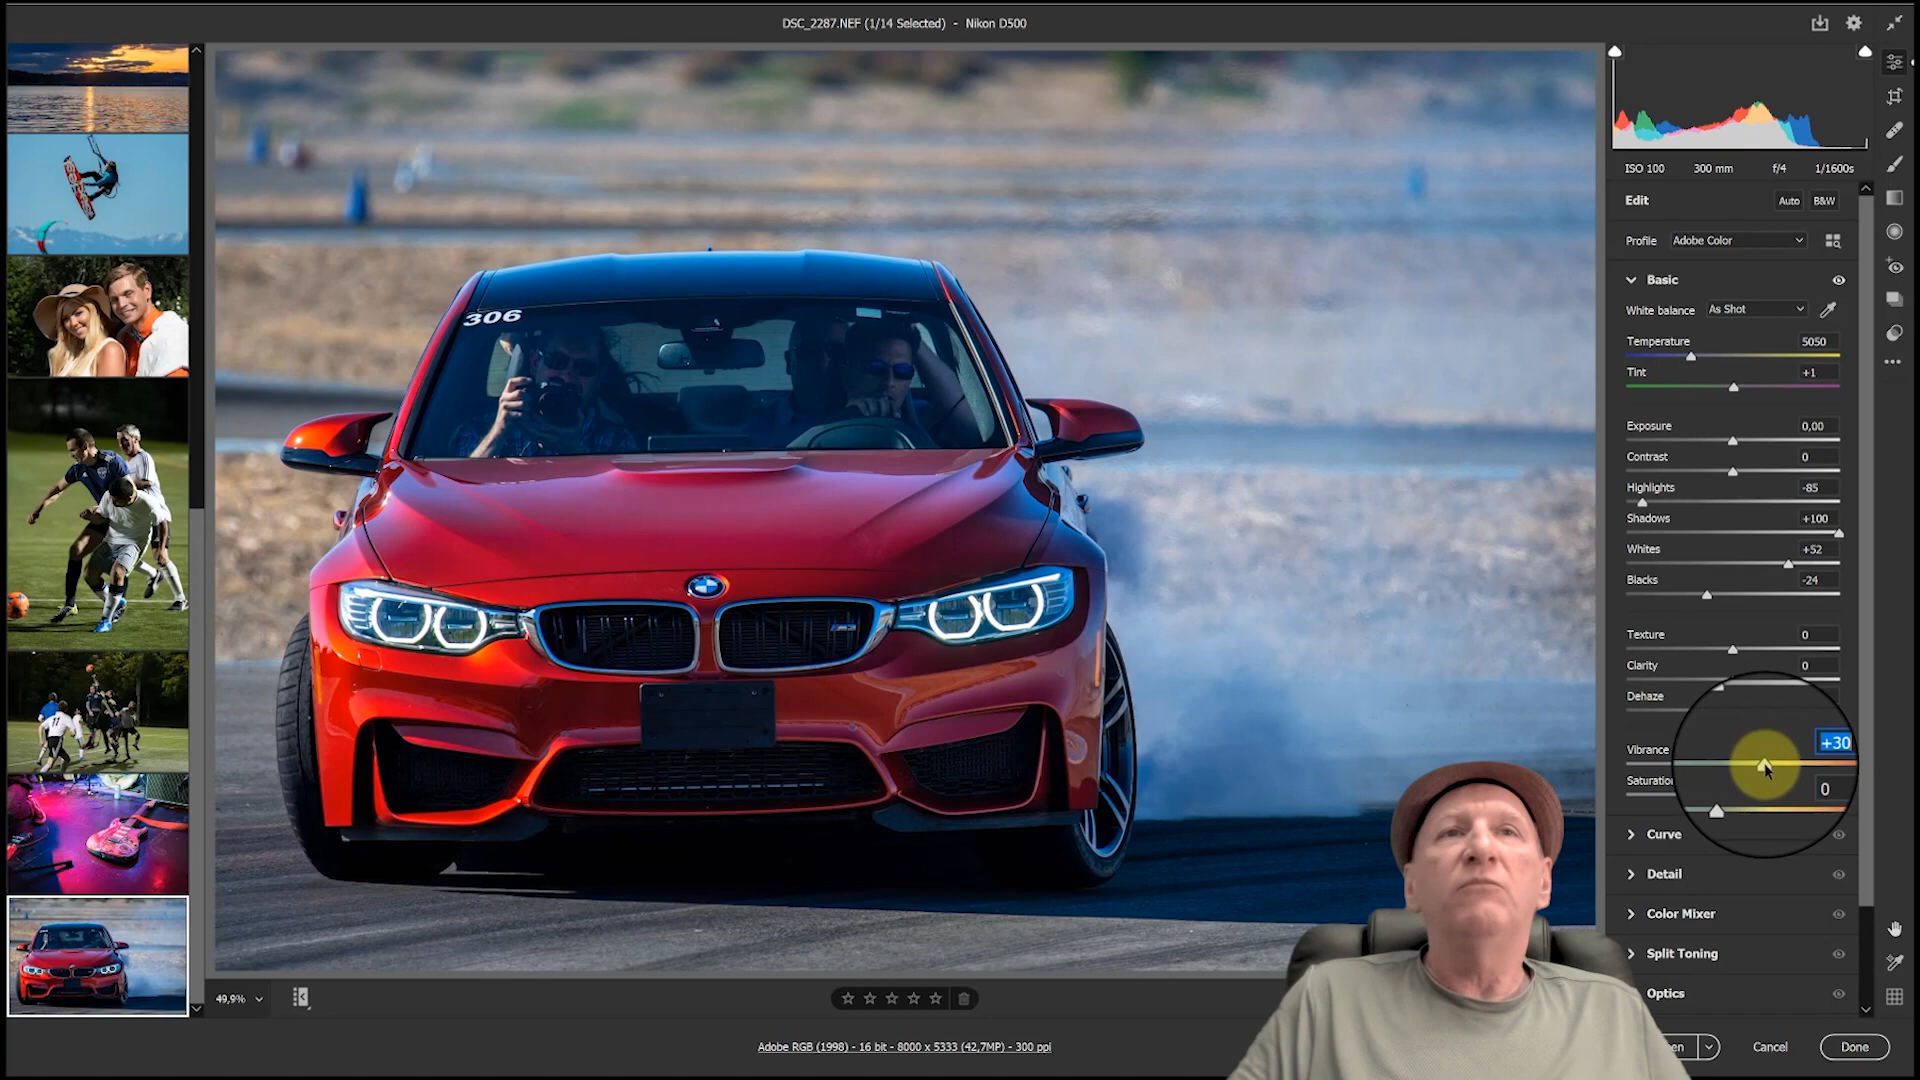 DSC_2287.NEF (1/14 Selected) - Nikon D500
ISO 100 300 mm f/4 1/1600s
Edit Auto B&W
Profile Adobe Color
Basic
White balance As Shot
Temperature 5050
Tint +1
Exposure 0,00
Contrast 0
Highlights -85
Shadows +100
Whites +52
Blacks -24
Texture 0
Clarity 0
Dehaze
Vibrance +30
Saturatio 0
Curve
Detail
Color Mixer
Split Toning
Optics
306
11
49,9%
Adobe RGB (1998) - 16 bit - 8000 x 5333 (42,7MP) - 300 ppi
en Cancel Done